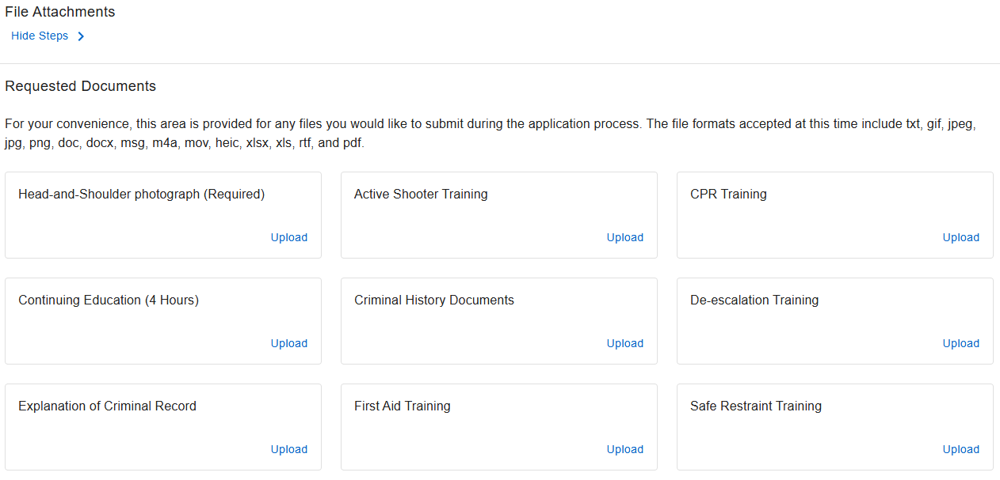 File Attachments
Hide Steps
Requested Documents
For your convenience, this area is provided for any files you would like to submit during the application process. The file formats accepted at this time include txt, gif, jpeg,
jpg, png, doc, docx, msg, m4a, mov, heic, xlsx, xls, rtf, and pdf.
Head-and-Shoulder photograph (Required)
Upload
Active Shooter Training
Upload
CPR Training
Upload
Continuing Education (4 Hours)
Upload
Criminal History Documents
Upload
De-escalation Training
Upload
Explanation of Criminal Record
Upload
First Aid Training
Upload
Safe Restraint Training
Upload